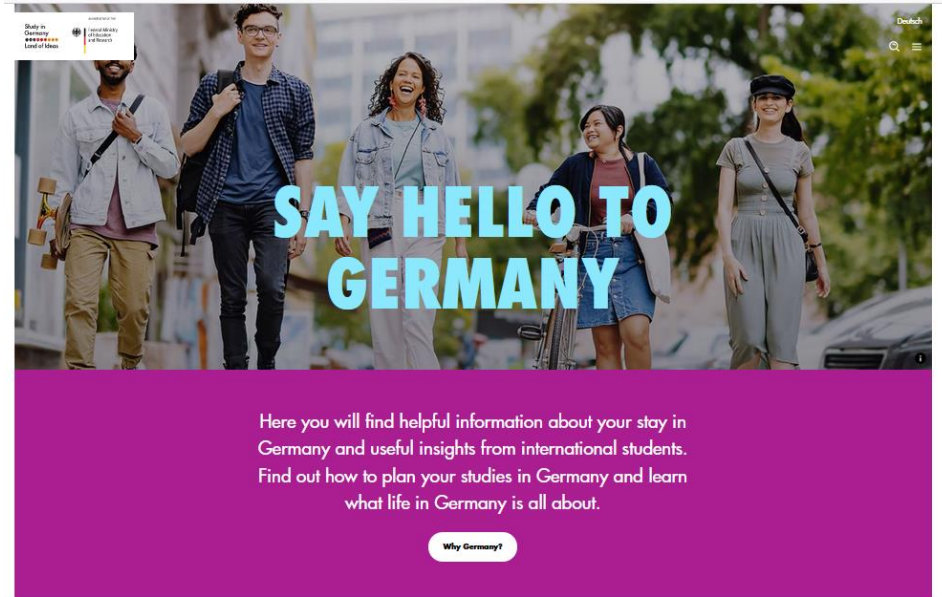 Study in
Germany
Land of Ideas
Federal Ministry
of Education
and Research
Deutsch
SAY HELLO TO
GERMANY
Here you will find helpful information about your stay in
Germany and useful insights from international students.
Find out how to plan your studies in Germany and learn
what life in Germany is all about.
Why Germany?